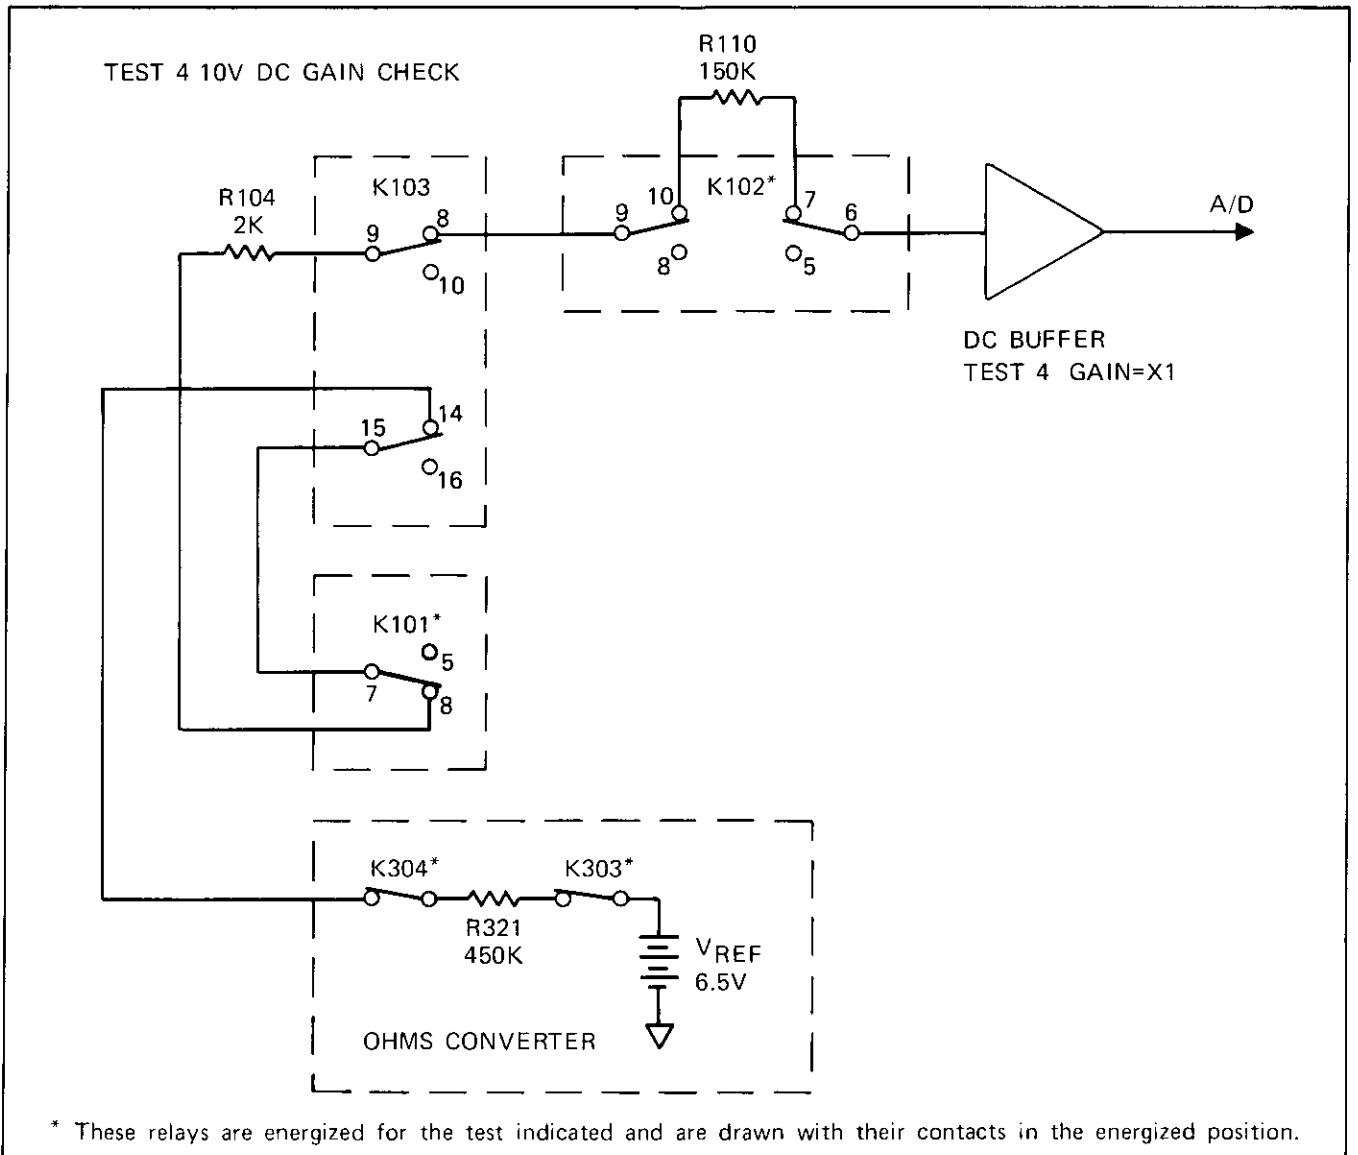 TEST 4 10V DC GAIN CHECK
R110
150K
R104
2K
K103
9
8
10
K102*
9
10
8
7
5
6
A/D
DC BUFFER
TEST 4 GAIN=X1
15
14
16
K101*
5
7
8
K304*
K303*
R321
450K
VREF
6.5V
OHMS CONVERTER
* These relays are energized for the test indicated and are drawn with their contacts in the energized position.